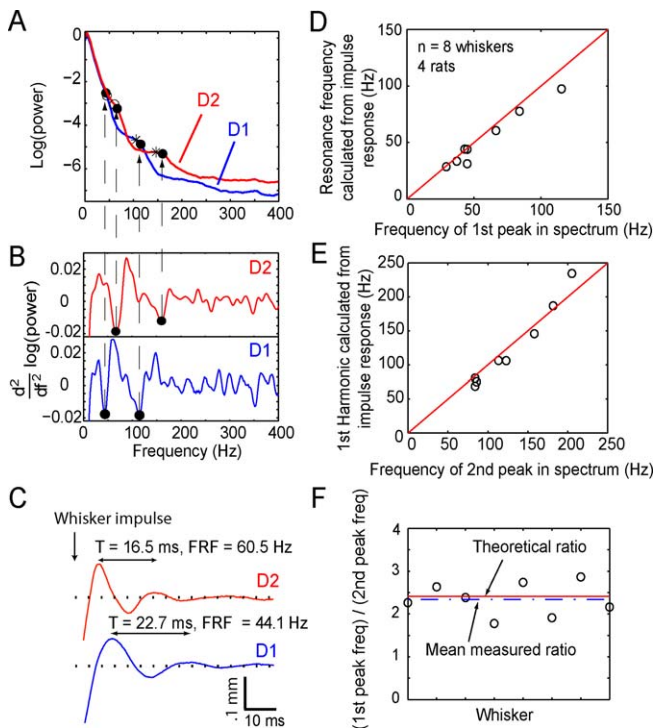 A
0
−2
−4
−6
Log(power)
D2
D1
0 100 200 300 400
Frequency (Hz)
B
0.02
0
−0.02
D2
0.02
0
−0.02
D1
d²/df² log(power)
0 100 200 300 400
Frequency (Hz)
C
Whisker impulse
T = 16.5 ms, FRF = 60.5 Hz
D2
T = 22.7 ms, FRF = 44.1 Hz
D1
.1 mm
10 ms
D
Resonance frequency
calculated from impulse
response (Hz)
150
100
50
0
n = 8 whiskers
4 rats
0 50 100 150
Frequency of 1st peak in spectrum (Hz)
E
1st Harmonic calculated from
impulse response (Hz)
250
200
150
100
50
0
0 50 100 150 200 250
Frequency of 2nd peak in spectrum (Hz)
F
(1st peak freq) / (2nd peak freq)
4
3
2
1
0
Theoretical ratio
Mean measured ratio
Whisker